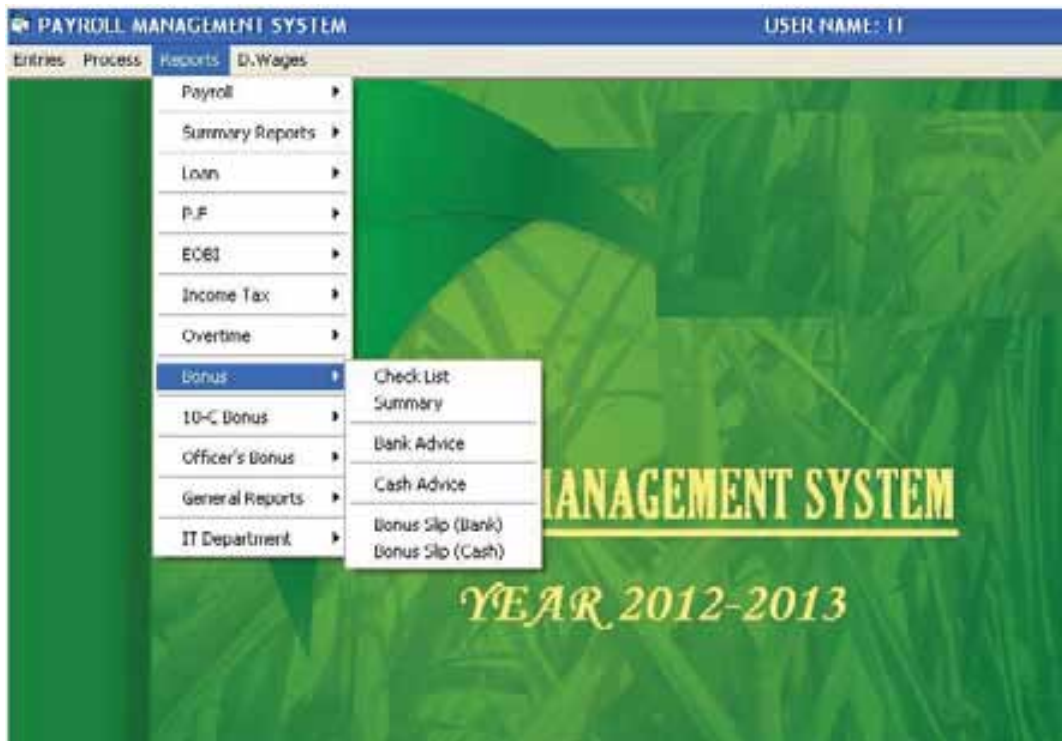 PAYROLL MANAGEMENT SYSTEM USER NAME: IT
Entries Process Reports D.Wages
Payroll
Summary Reports
Loan
P.F
EOBI
Income Tax
Overtime
Bonus
10-C Bonus
Officer's Bonus
General Reports
IT Department
Check List
Summary
Bank Advice
Cash Advice
Bonus Slip (Bank)
Bonus Slip (Cash)
MANAGEMENT SYSTEM
YEAR 2012-2013